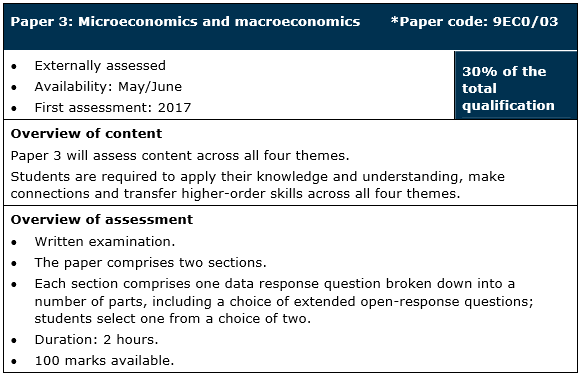 Paper 3: Microeconomics and macroeconomics *Paper code: 9EC0/03
• Externally assessed
• Availability: May/June
• First assessment: 2017
30% of the
total
qualification
Overview of content
Paper 3 will assess content across all four themes.
Students are required to apply their knowledge and understanding, make
connections and transfer higher-order skills across all four themes.
Overview of assessment
• Written examination.
• The paper comprises two sections.
• Each section comprises one data response question broken down into a
number of parts, including a choice of extended open-response questions;
students select one from a choice of two.
• Duration: 2 hours.
• 100 marks available.